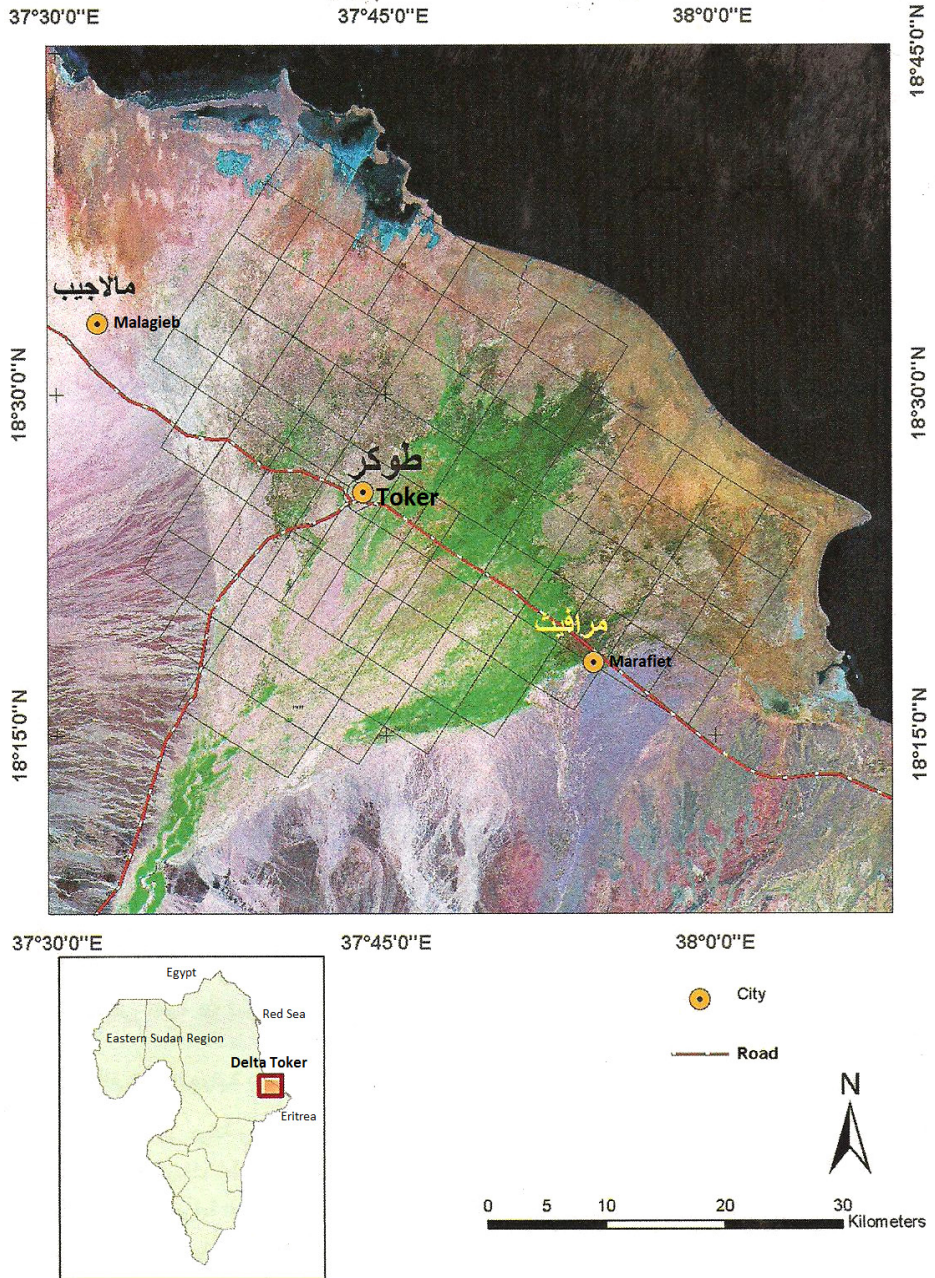 37°30'0"E 37°45'0"E 38°0'0"E
18°45'0"N
مالاجيب
Malagieb
18°30'0"N 18°30'0"N
طوكر
Toker
مرافيت
Marafiet
18°15'0"N 18°15'0"N
37°30'0"E 37°45'0"E 38°0'0"E
Egypt
Red Sea
Eastern Sudan Region
Delta Toker
Eritrea
City
Road
N
0 5 10 20 30
Kilometers